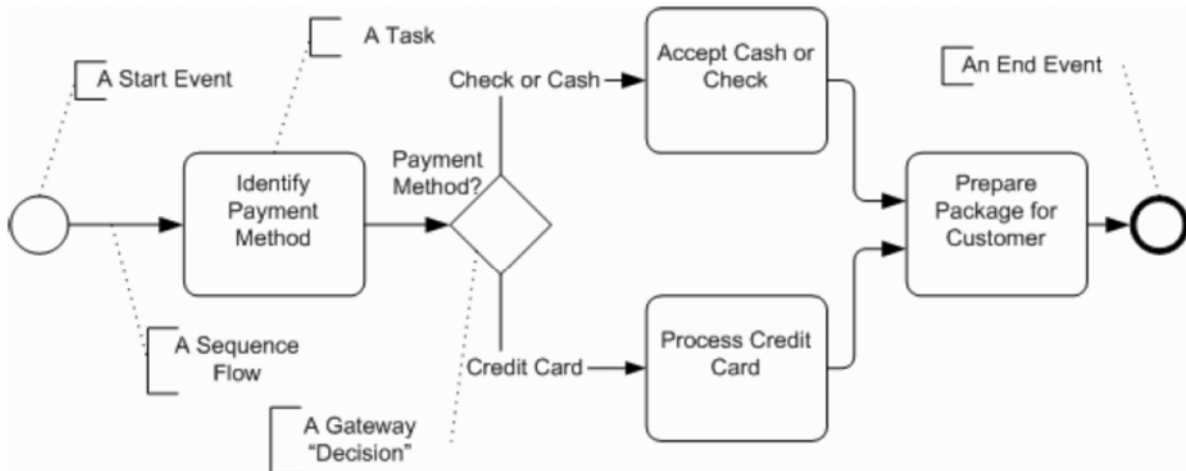 A Task
A Start Event
Check or Cash
Accept Cash or
Check
An End Event
Identify
Payment
Method
Payment
Method?
Prepare
Package for
Customer
A Sequence
Flow
Credit Card
Process Credit
Card
A Gateway
“Decision”